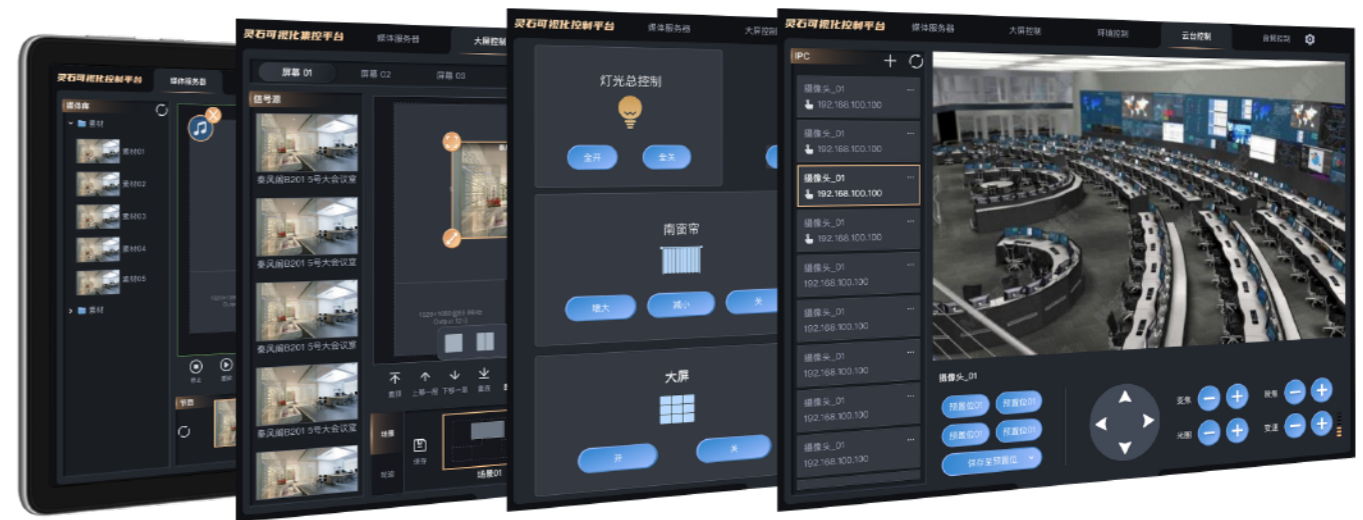 灵石可视化控制平台
媒体服务器
媒体库
素材
素材01
素材02
素材03
素材04
素材05
素材
停止
节目
灵石可视化集控平台
媒体服务器
大屏控制
屏幕 01
屏幕 02
屏幕 03
信号源
秦风阁B201 5号大会议室
秦风阁B201 5号大会议室
秦风阁B201 5号大会议室
秦风阁B201 5号大会议室
置顶
上移一层
下移一层
置底
场景
轮巡
保存
场景01
灵石可视化控制平台
媒体服务器
大屏控制
灯光总控制
全开
全关
南窗帘
增大
减小
关
大屏
开
关
灵石可视化控制平台
媒体服务器
大屏控制
环境控制
云台控制
音频控制
IPC
摄像头_01
192.168.100.100
摄像头_01
192.168.100.100
摄像头_01
192.168.100.100
摄像头_01
192.168.100.100
摄像头_01
192.168.100.100
摄像头_01
192.168.100.100
摄像头_01
192.168.100.100
摄像头_01
192.168.100.100
摄像头_01
192.168.100.100
摄像头_01
预置位01
预置位01
预置位01
预置位01
保存至预置位
变焦
聚焦
光圈
变速